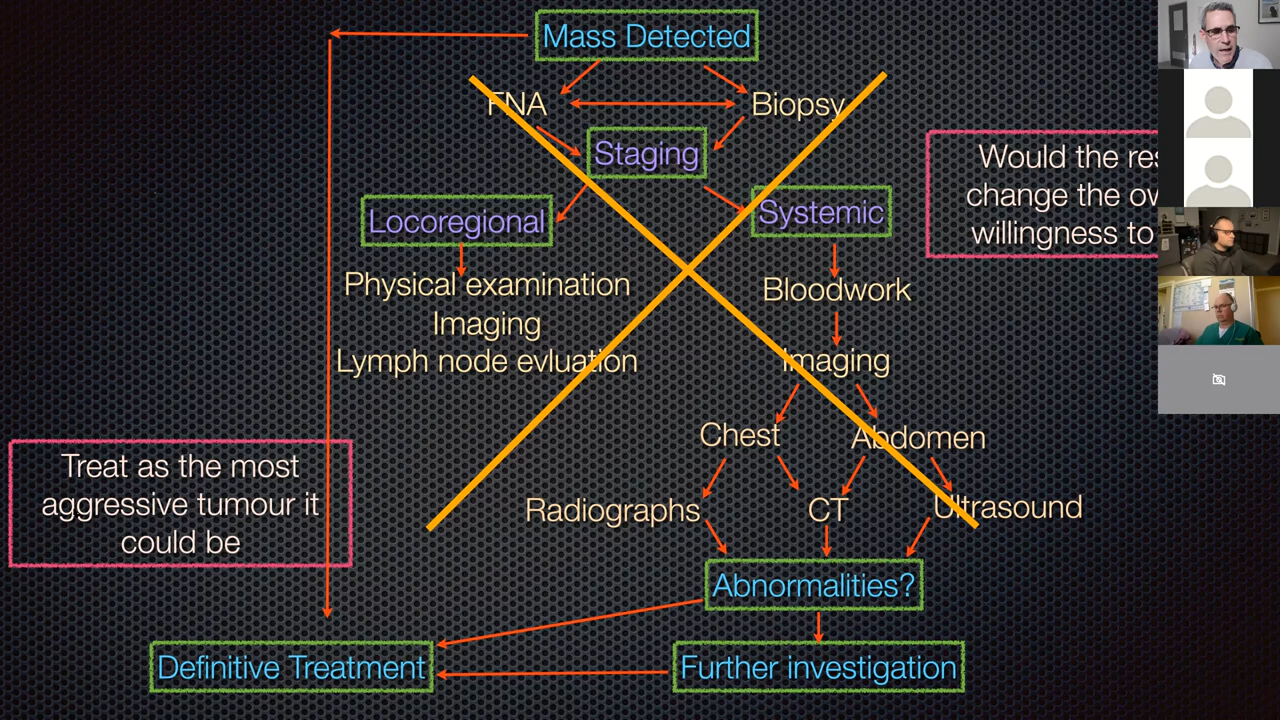 Mass Detected
FNA
Biopsy
Staging
Would the
change the
willingness to
Locoregional
Systemic
Physical examination
Imaging
Lymph node evluation
Bloodwork
Imaging
Chest
Abdomen
Treat as the most
aggressive tumour it
could be
Radiographs
CT
Ultrasound
Abnormalities?
Definitive Treatment
Further investigation